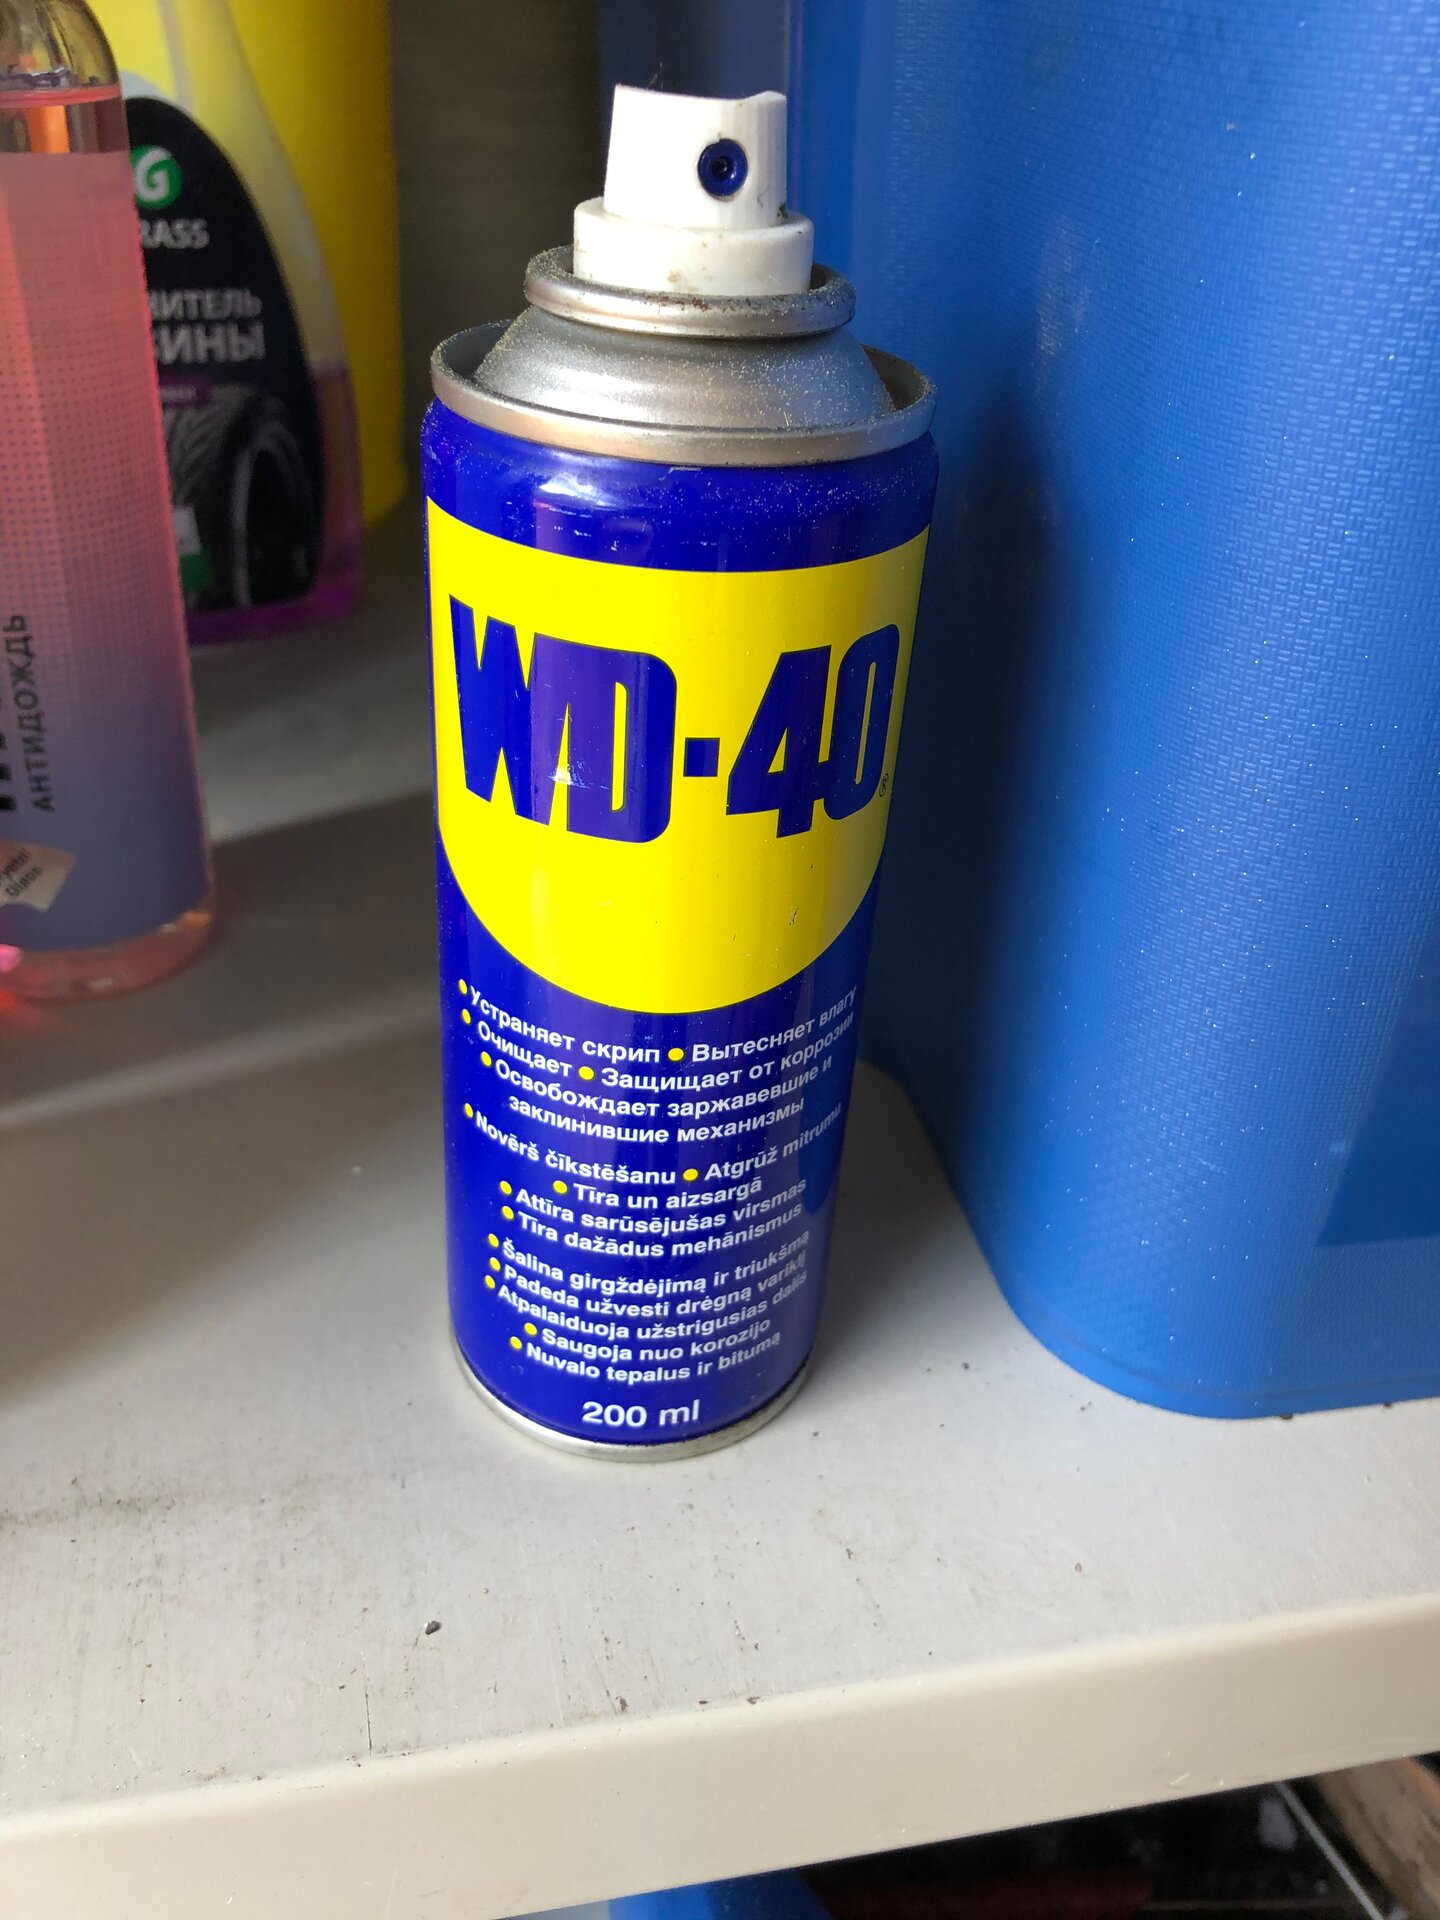 G
RASS
АНТИДОЖДЬ
Glass
WD-40
®
•Устраняет скрип • Вытесняет влагу
• Очищает • Защищает от коррозии
• Освобождает заржавевшие и
заклинившие механизмы
• Novērš čīkstēšanu • Atgrūž mitrumu
• Tīra un aizsargā
• Attīra sarūsējušas virsmas
• Tīra dažādus mehānismus
• Šalina girgždėjimą ir triukšmą
• Padeda užvesti drėgną variklį
• Atpalaiduoja užstrigusias dalis
• Saugoja nuo korozijo
• Nuvalo tepalus ir bitumą
200 ml